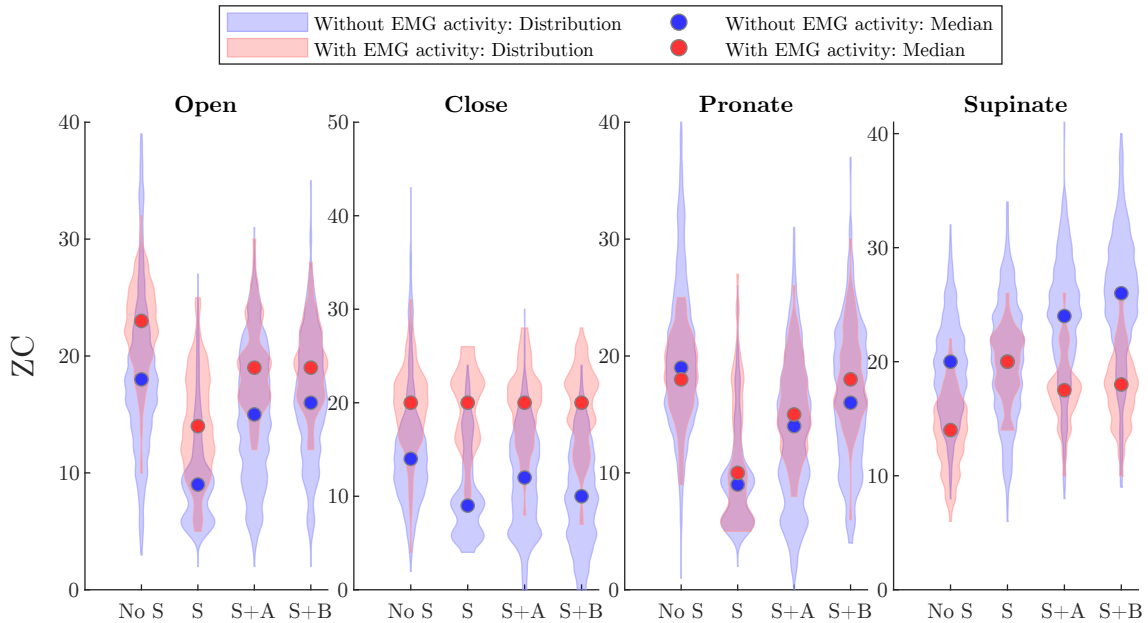 Without EMG activity: Distribution Without EMG activity: Median
With EMG activity: Distribution With EMG activity: Median
Open Close Pronate Supinate
ZC
40
30
20
10
0
No S S S+A S+B
50
40
30
20
10
0
No S S S+A S+B
40
30
20
10
0
No S S S+A S+B
40
30
20
10
0
No S S S+A S+B